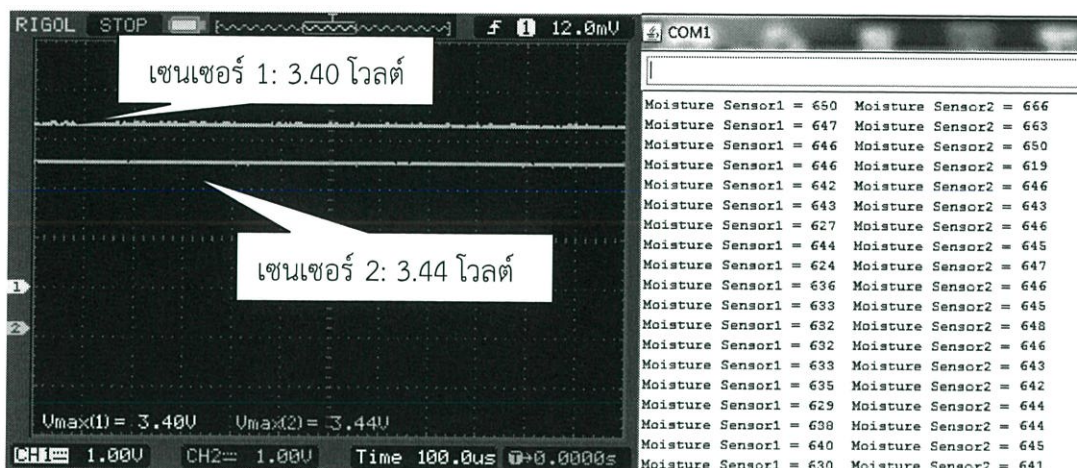 RIGOL STOP 1 12.0mV
เซนเซอร์ 1: 3.40 โวลต์
เซนเซอร์ 2: 3.44 โวลต์
1
2
Vmax(1)= 3.40V Vmax(2)= 3.44V
CH1 1.00V CH2 1.00V Time 100.0us T→0.0000s
COM1
Moisture Sensor1 = 650 Moisture Sensor2 = 666
Moisture Sensor1 = 647 Moisture Sensor2 = 663
Moisture Sensor1 = 646 Moisture Sensor2 = 650
Moisture Sensor1 = 646 Moisture Sensor2 = 619
Moisture Sensor1 = 642 Moisture Sensor2 = 646
Moisture Sensor1 = 643 Moisture Sensor2 = 643
Moisture Sensor1 = 627 Moisture Sensor2 = 646
Moisture Sensor1 = 644 Moisture Sensor2 = 645
Moisture Sensor1 = 624 Moisture Sensor2 = 647
Moisture Sensor1 = 636 Moisture Sensor2 = 646
Moisture Sensor1 = 633 Moisture Sensor2 = 645
Moisture Sensor1 = 632 Moisture Sensor2 = 648
Moisture Sensor1 = 632 Moisture Sensor2 = 646
Moisture Sensor1 = 633 Moisture Sensor2 = 643
Moisture Sensor1 = 635 Moisture Sensor2 = 642
Moisture Sensor1 = 629 Moisture Sensor2 = 644
Moisture Sensor1 = 638 Moisture Sensor2 = 644
Moisture Sensor1 = 640 Moisture Sensor2 = 645
Moisture Sensor1 = 630 Moisture Sensor2 = 641